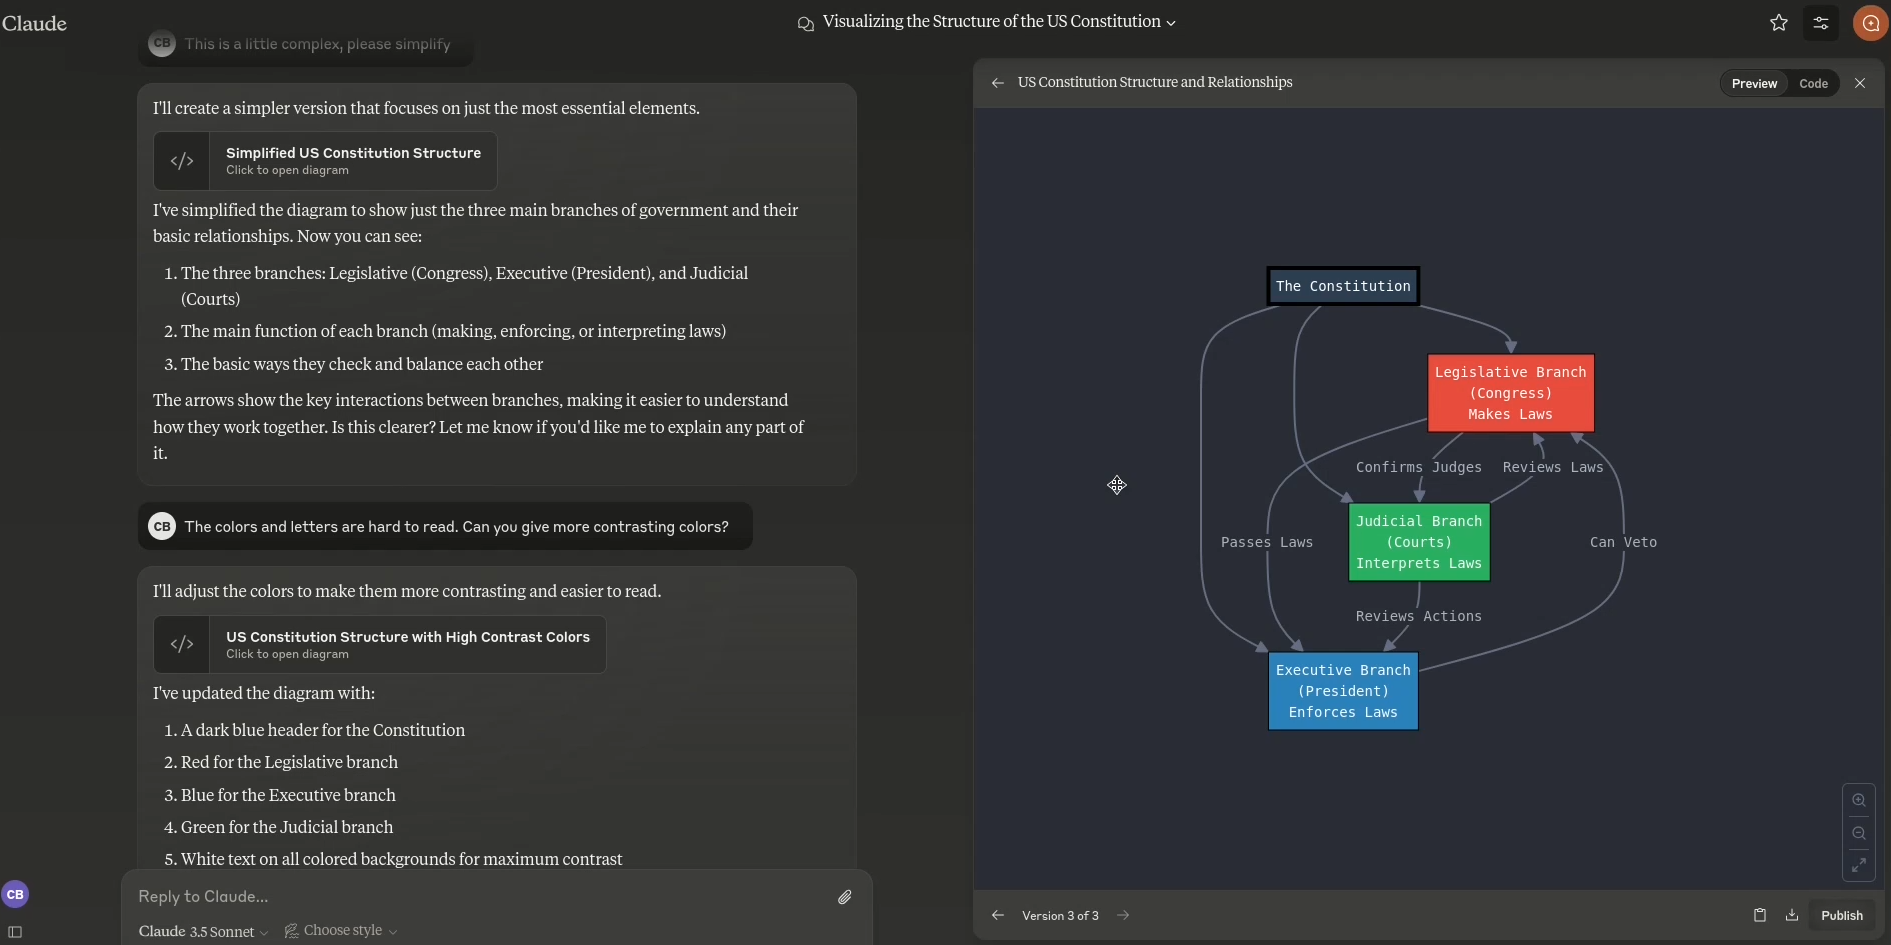 Claude
Visualizing the Structure of the US Constitution
CB This is a little complex, please simplify
I'll create a simpler version that focuses on just the most essential elements.
</>
Simplified US Constitution Structure
Click to open diagram
I've simplified the diagram to show just the three main branches of government and their
basic relationships. Now you can see:
1. The three branches: Legislative (Congress), Executive (President), and Judicial
(Courts)
2. The main function of each branch (making, enforcing, or interpreting laws)
3. The basic ways they check and balance each other
The arrows show the key interactions between branches, making it easier to understand
how they work together. Is this clearer? Let me know if you'd like me to explain any part of
it.
CB The colors and letters are hard to read. Can you give more contrasting colors?
I'll adjust the colors to make them more contrasting and easier to read.
</>
US Constitution Structure with High Contrast Colors
Click to open diagram
I've updated the diagram with:
1. A dark blue header for the Constitution
2. Red for the Legislative branch
3. Blue for the Executive branch
4. Green for the Judicial branch
5. White text on all colored backgrounds for maximum contrast
CB
Reply to Claude...
Claude 3.5 Sonnet
Choose style
US Constitution Structure and Relationships
Preview
Code
The Constitution
Legislative Branch
(Congress)
Makes Laws
Confirms Judges
Reviews Laws
Judicial Branch
(Courts)
Interprets Laws
Passes Laws
Can Veto
Reviews Actions
Executive Branch
(President)
Enforces Laws
Version 3 of 3
Publish